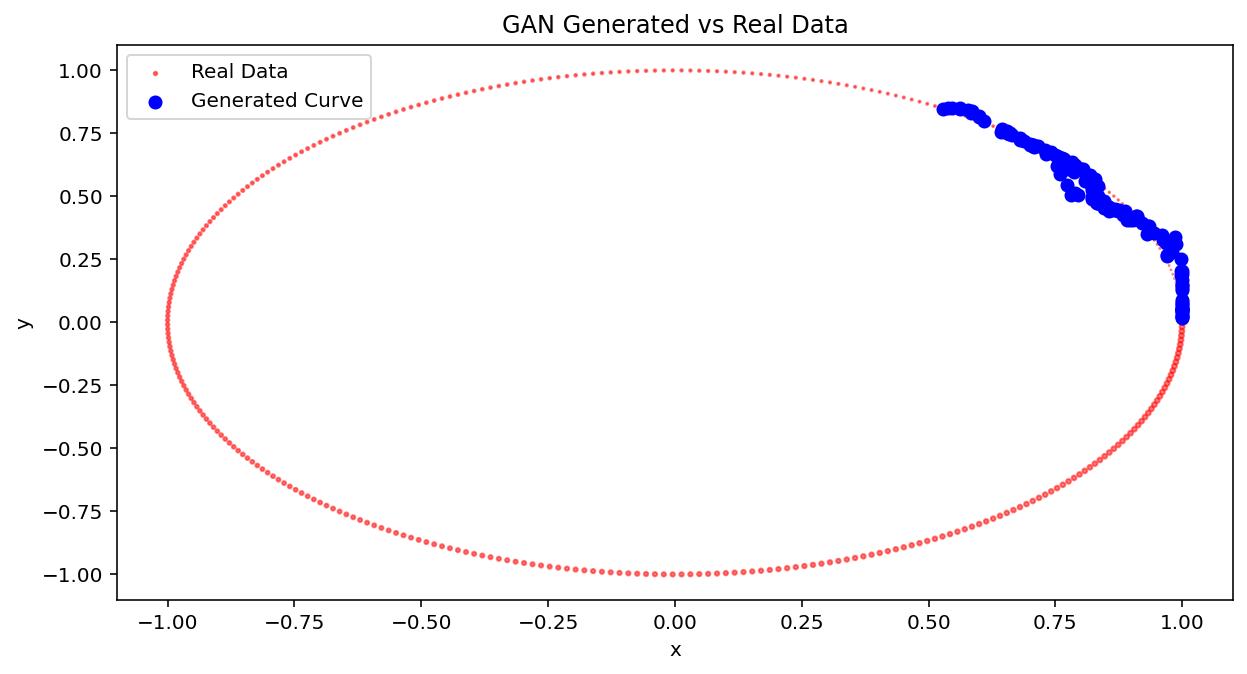 GAN Generated vs Real Data
Real Data
Generated Curve
y
1.00
0.75
0.50
0.25
0.00
−0.25
−0.50
−0.75
−1.00
−1.00 −0.75 −0.50 −0.25 0.00 0.25 0.50 0.75 1.00
x